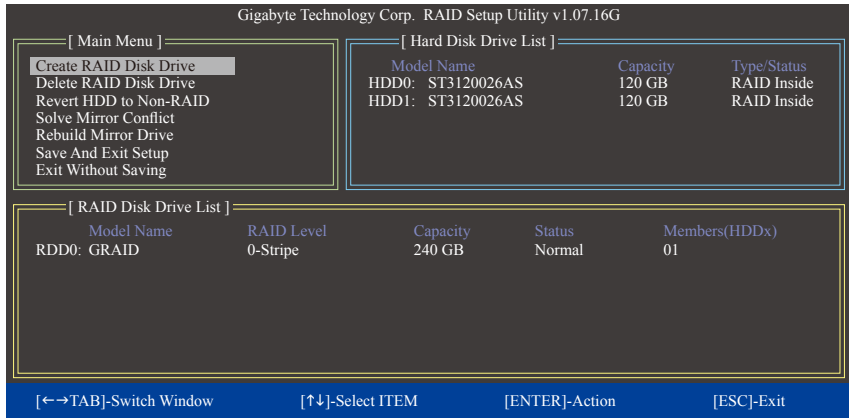 Gigabyte Technology Corp. RAID Setup Utility v1.07.16G
[ Main Menu ]
Create RAID Disk Drive
Delete RAID Disk Drive
Revert HDD to Non-RAID
Solve Mirror Conflict
Rebuild Mirror Drive
Save And Exit Setup
Exit Without Saving
[ Hard Disk Drive List ]
Model Name Capacity Type/Status
HDD0: ST3120026AS 120 GB RAID Inside
HDD1: ST3120026AS 120 GB RAID Inside
[ RAID Disk Drive List ]
Model Name RAID Level Capacity Status Members(HDDx)
RDD0: GRAID 0-Stripe 240 GB Normal 01
[←→TAB]-Switch Window [↑↓]-Select ITEM [ENTER]-Action [ESC]-Exit